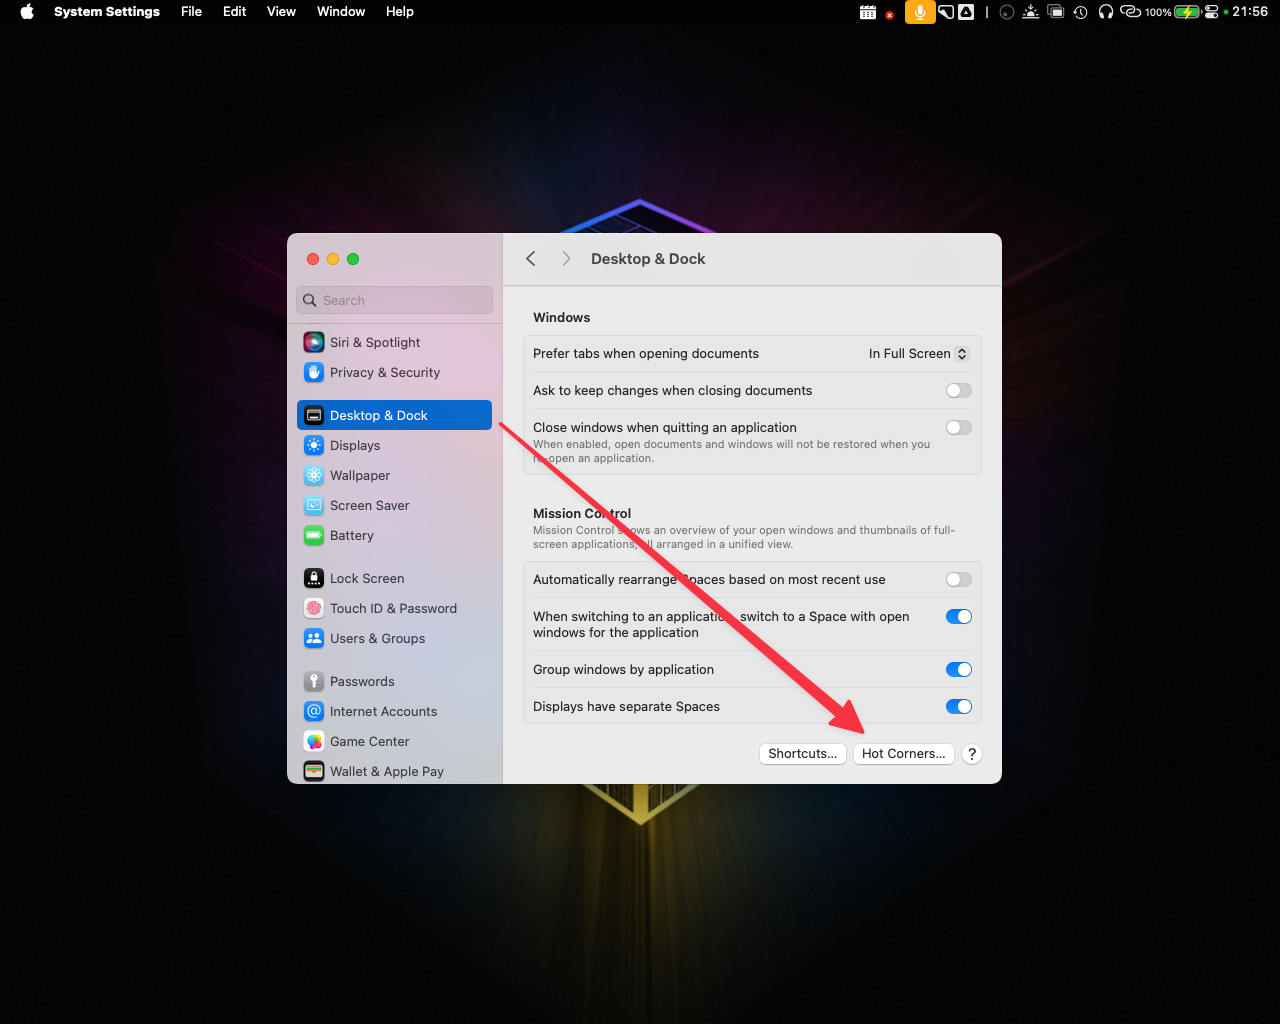 System Settings File Edit View Window Help 100% 21:56
Desktop & Dock
Search
Siri & Spotlight
Privacy & Security
Desktop & Dock
Displays
Wallpaper
Screen Saver
Battery
Lock Screen
Touch ID & Password
Users & Groups
Passwords
Internet Accounts
Game Center
Wallet & Apple Pay
Windows
Prefer tabs when opening documents In Full Screen
Ask to keep changes when closing documents
Close windows when quitting an application
When enabled, open documents and windows will not be restored when you
re-open an application.
Mission Control
Mission Control shows an overview of your open windows and thumbnails of full-
screen applications, all arranged in a unified view.
Automatically rearrange Spaces based on most recent use
When switching to an application, switch to a Space with open
windows for the application
Group windows by application
Displays have separate Spaces
Shortcuts... Hot Corners... ?